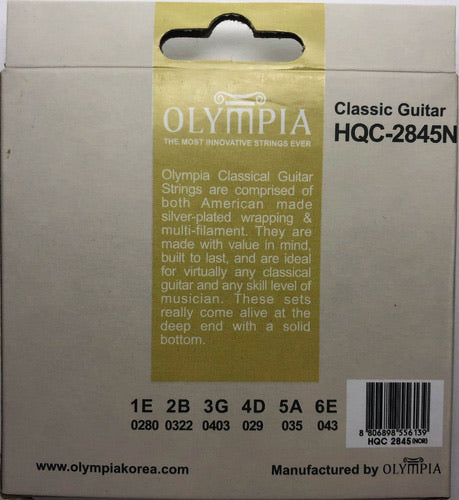 OLYMPIA
THE MOST INNOVATIVE STRINGS EVER
Classic Guitar
HQC-2845N
Olympia Classical Guitar
Strings are comprised of
both American made
silver-plated wrapping &
multi-filament. They are
made with value in mind,
built to last, and are ideal
for virtually any classical
guitar and any skill level of
musician. These sets
really come alive at the
deep end with a solid
bottom.
1E 2B 3G 4D 5A 6E
0280 0322 0403 029 035 043
8 806898 556139
HQC 2845 (NOR)
www.olympiakorea.com
Manufactured by OLYMPIA